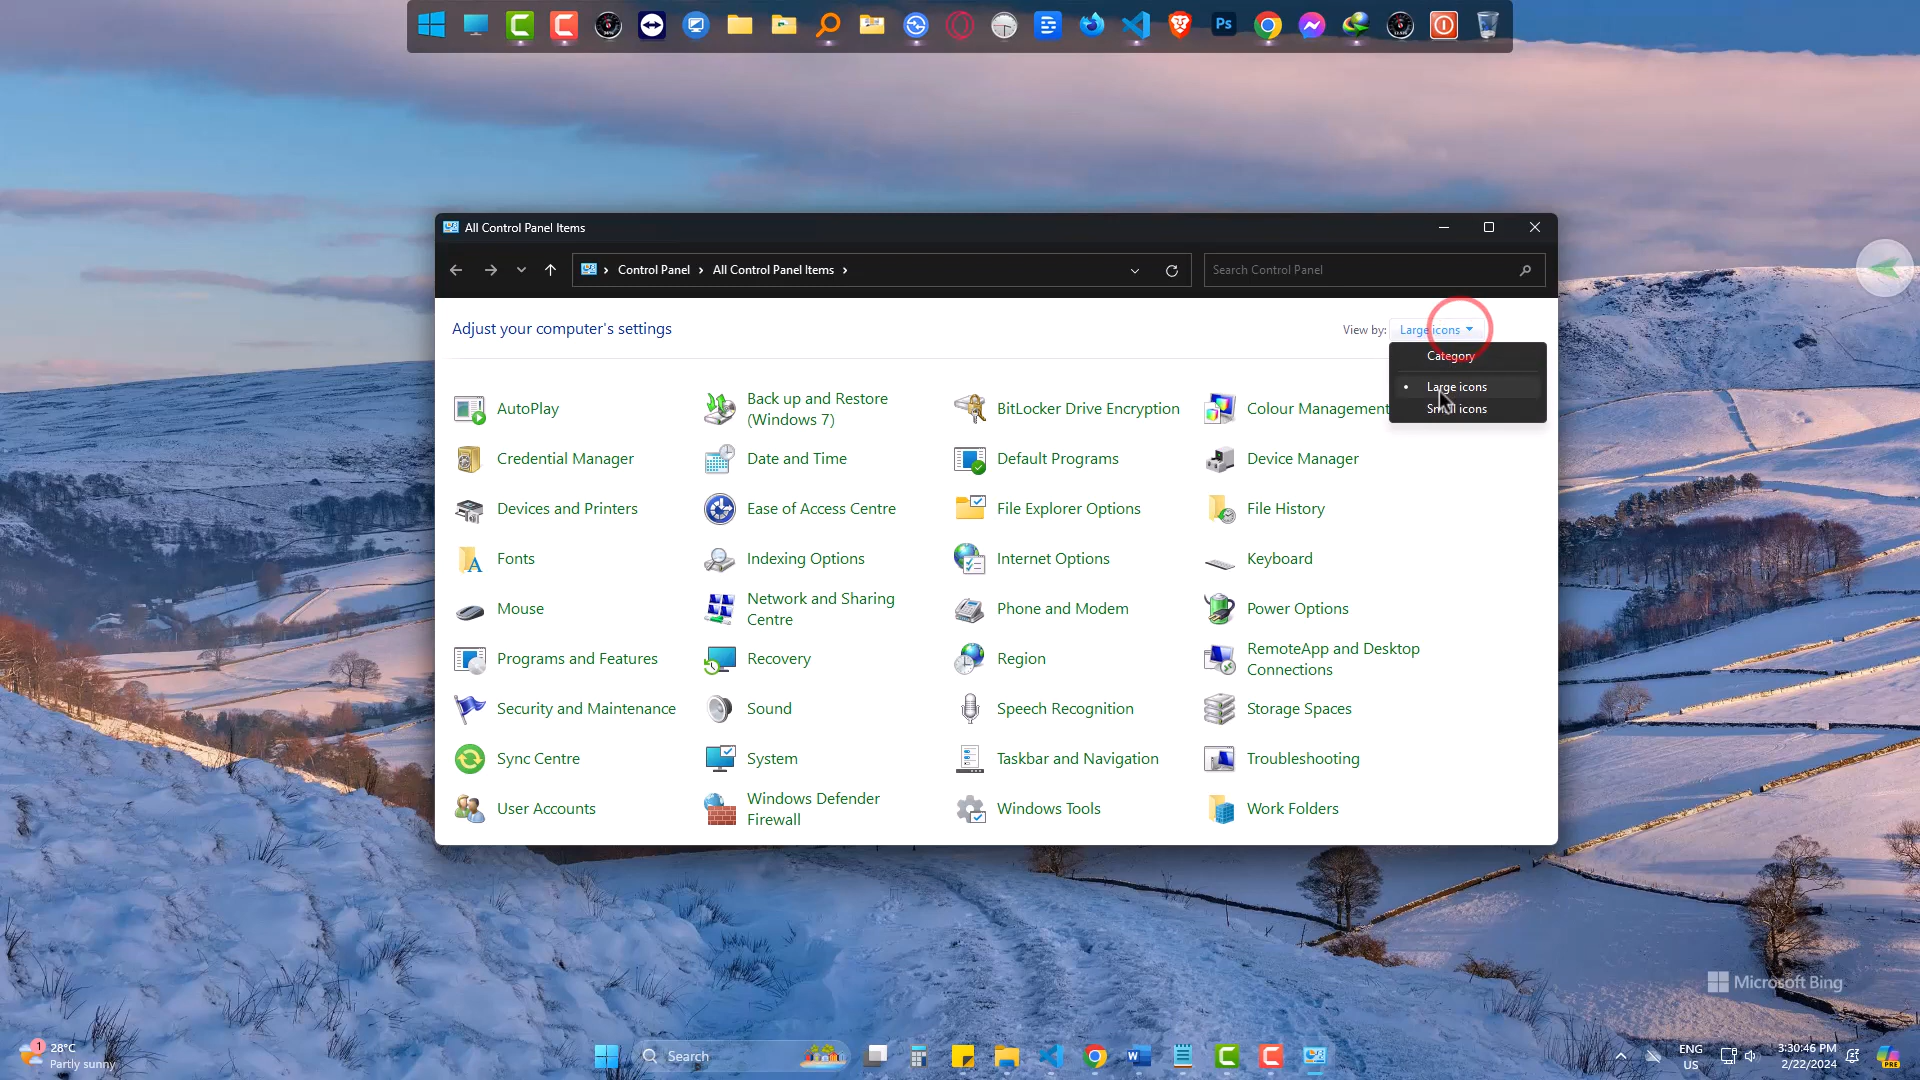 Ps
All Control Panel Items
Control Panel
All Control Panel Items
Search Control Panel
Adjust your computer's settings
View by:
Large icons
Category
Large icons
Small icons
AutoPlay
Back up and Restore
(Windows 7)
BitLocker Drive Encryption
Colour Management
Credential Manager
Date and Time
Default Programs
Device Manager
Devices and Printers
Ease of Access Centre
File Explorer Options
File History
Fonts
Indexing Options
Internet Options
Keyboard
Mouse
Network and Sharing
Centre
Phone and Modem
Power Options
Programs and Features
Recovery
Region
RemoteApp and Desktop
Connections
Security and Maintenance
Sound
Speech Recognition
Storage Spaces
Sync Centre
System
Taskbar and Navigation
Troubleshooting
User Accounts
Windows Defender
Firewall
Windows Tools
Work Folders
Microsoft Bing
1
28°C
Partly sunny
Search
ENG
US
3:30:46 PM
2/22/2024
PRE